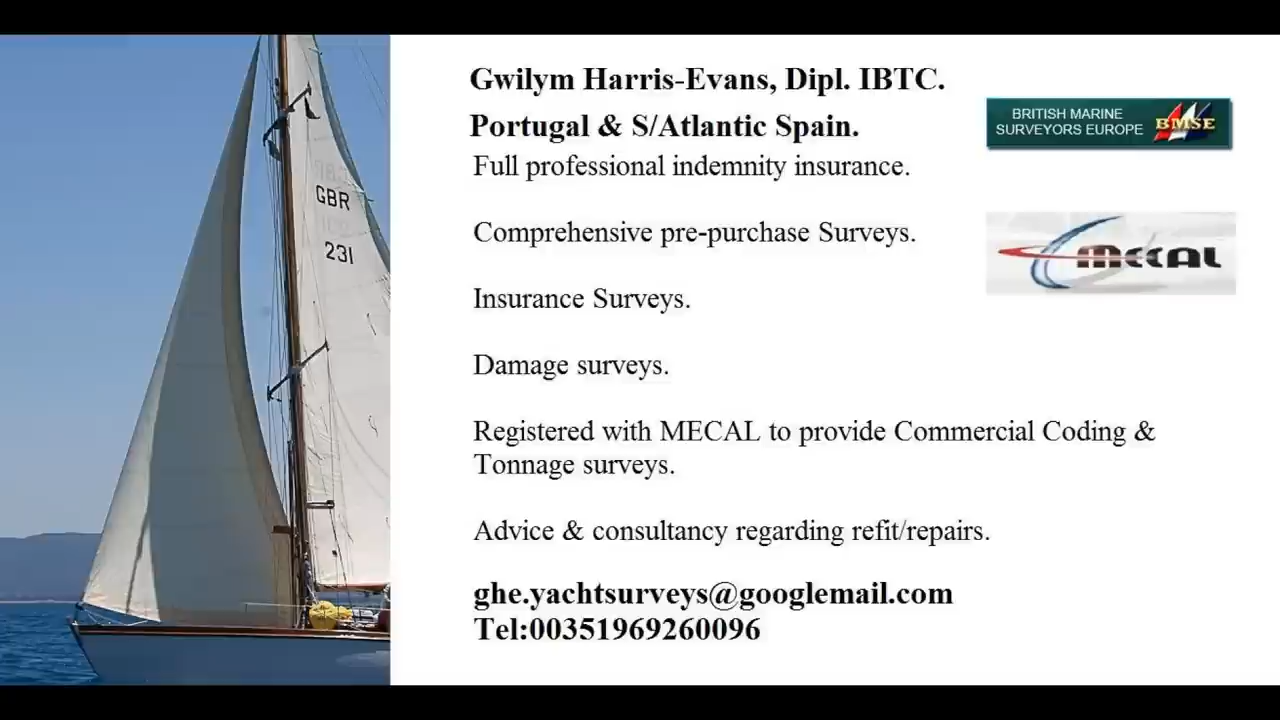 Gwilym Harris-Evans, Dipl. IBTC.
Portugal & S/Atlantic Spain.
Full professional indemnity insurance.
Comprehensive pre-purchase Surveys.
Insurance Surveys.
Damage surveys.
Registered with MECAL to provide Commercial Coding &
Tonnage surveys.
Advice & consultancy regarding refit/repairs.
ghe.yachtsurveys@googlemail.com
Tel:00351969260096
BRITISH MARINE
SURVEYORS EUROPE
BMSE
MECAL
GBR
231